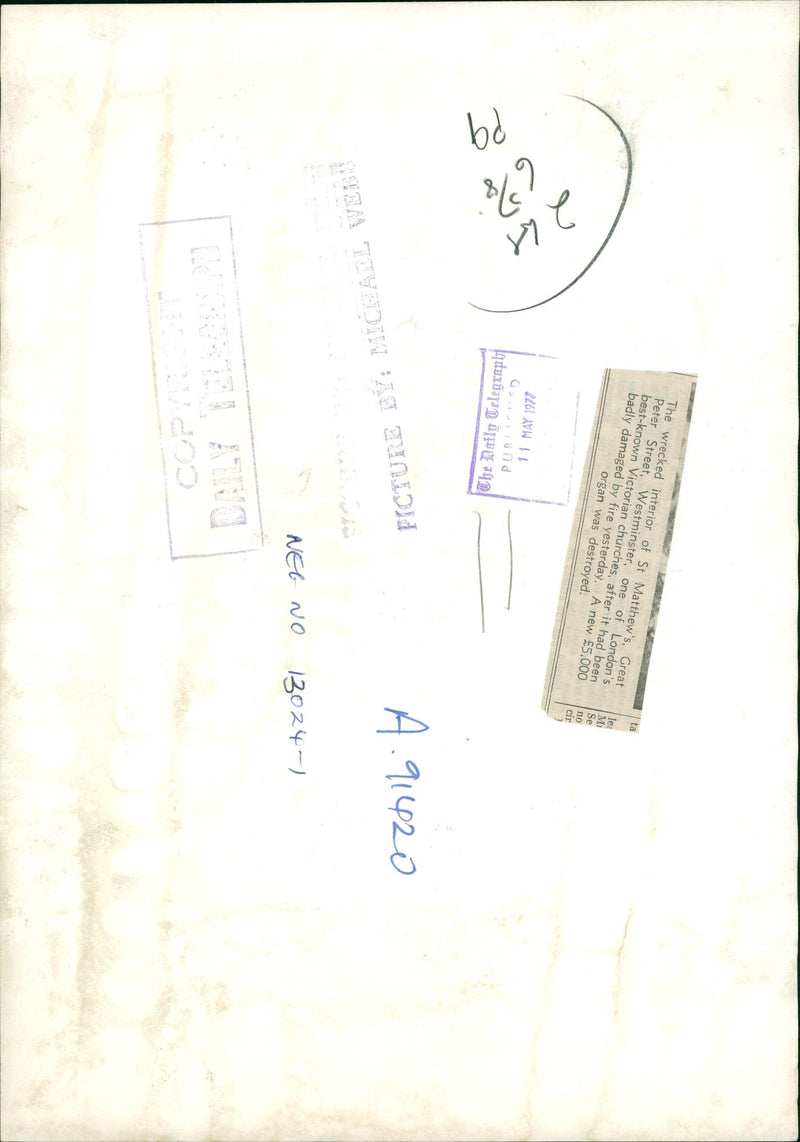 The wrecked interior of St Matthew's, Great
Peter Street, Westminster, one of London's
best-known Victorian churches, after it had been
badly damaged by fire yesterday. A new £5,000
organ was destroyed.
The Daily Telegraph
PUBLISHED
11 MAY 1977
PICTURE BY: MICHAEL WEBB
COPYRIGHT
DAILY TELEGRAPH
NEG NO 13024-1
A.91420